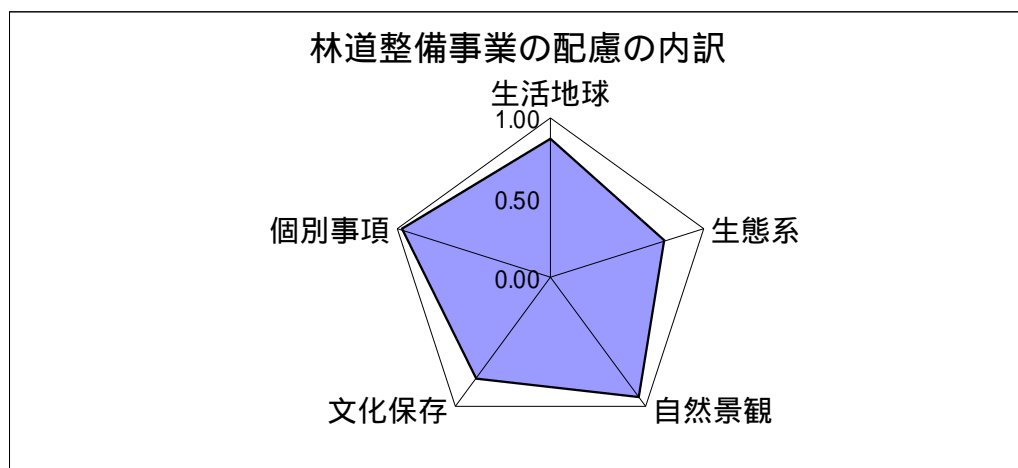 林道整備事業の配慮の内訳
生活地球
1.00
0.50
0.00
個別事項
生態系
文化保存
自然景観